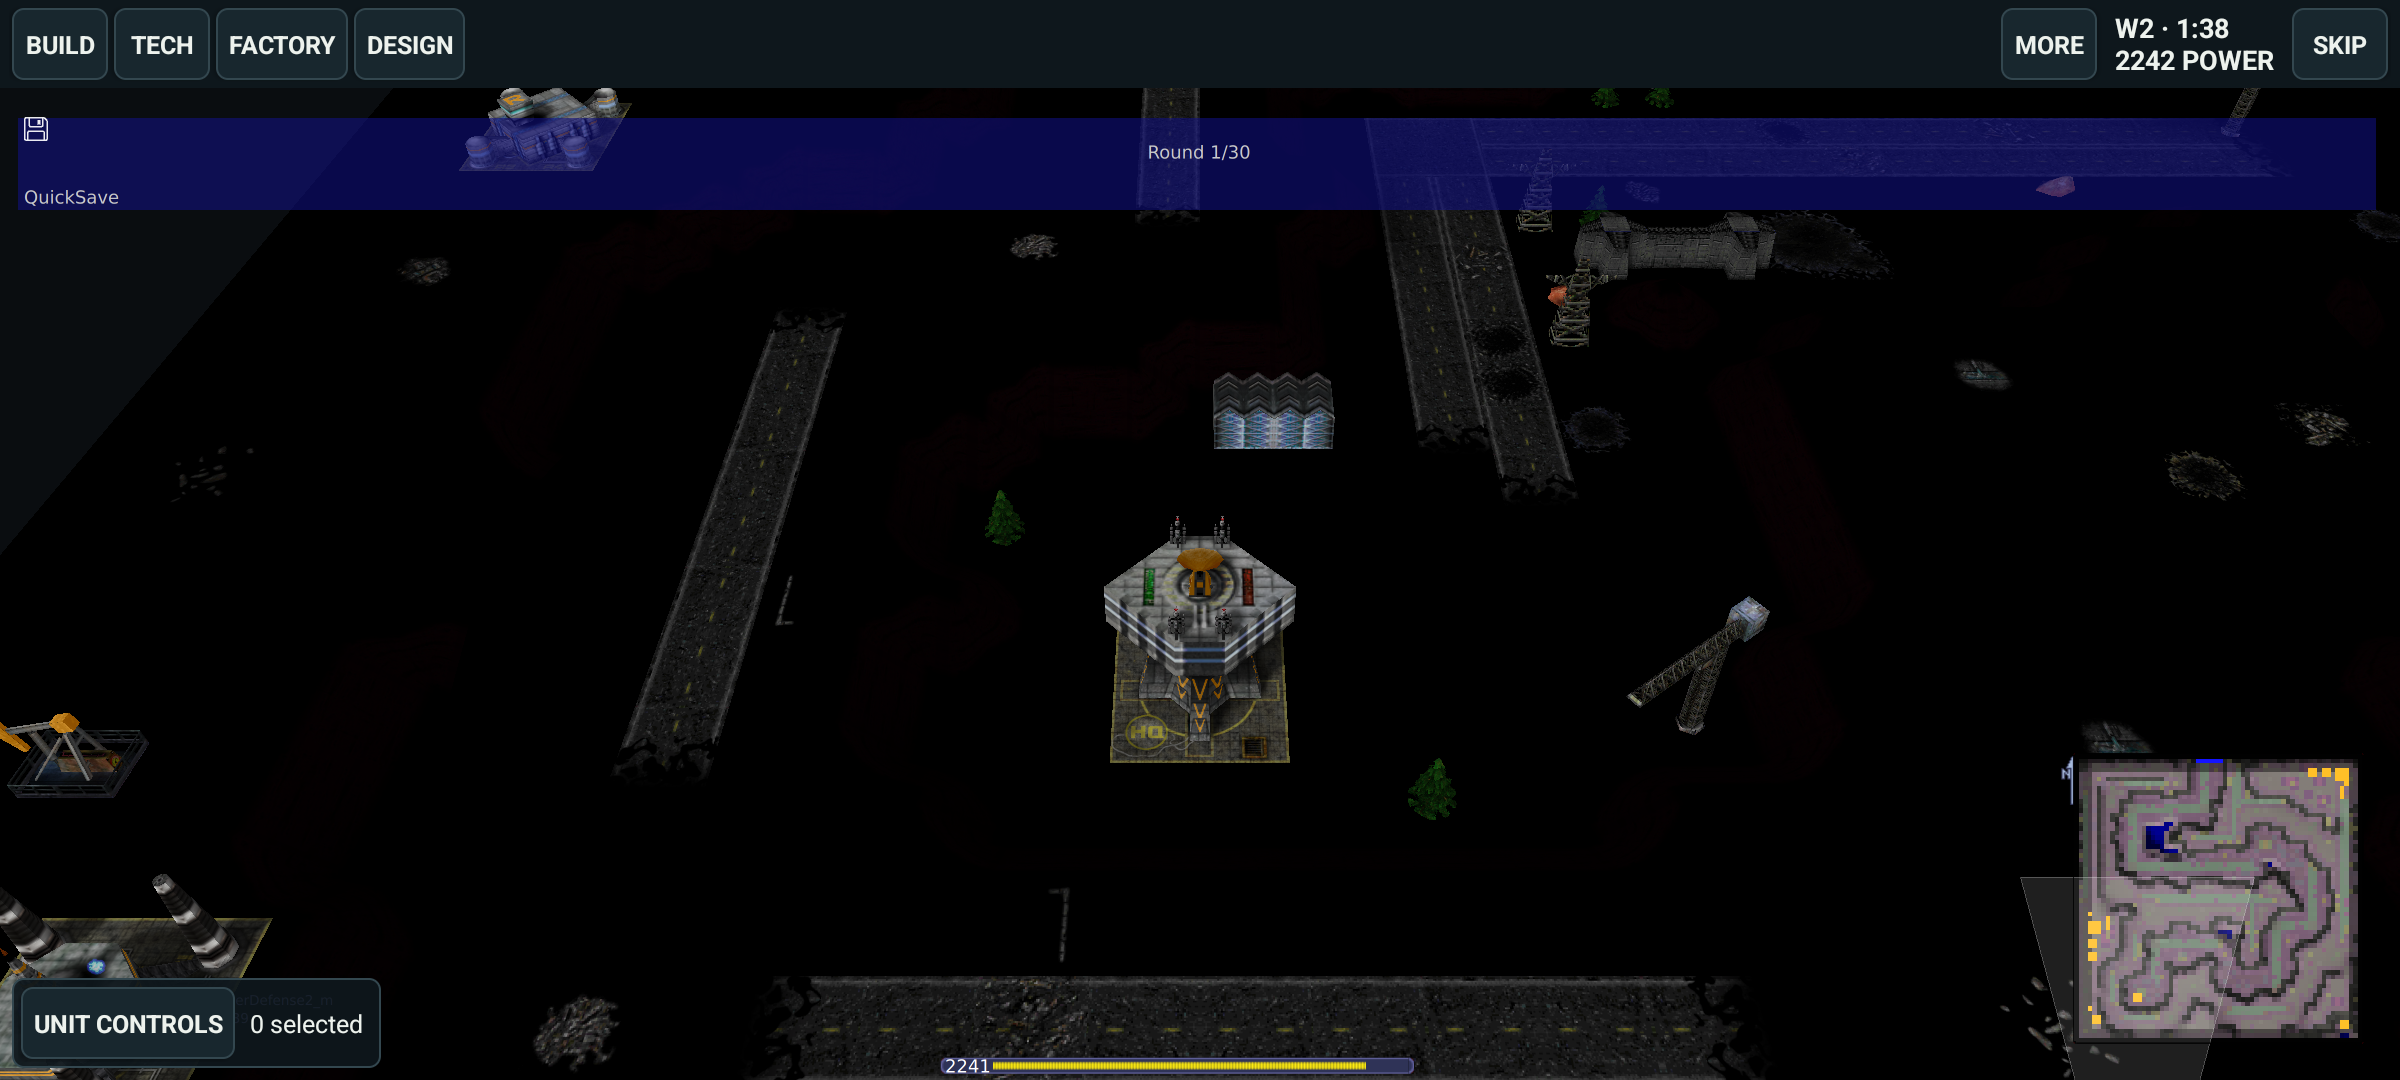 BUILD
TECH
FACTORY
DESIGN
MORE
W2 · 1:38
2242 POWER
SKIP
Round 1/30
QuickSave
HQ
N
erDefense2_m
UNIT CONTROLS
0 selected
2241